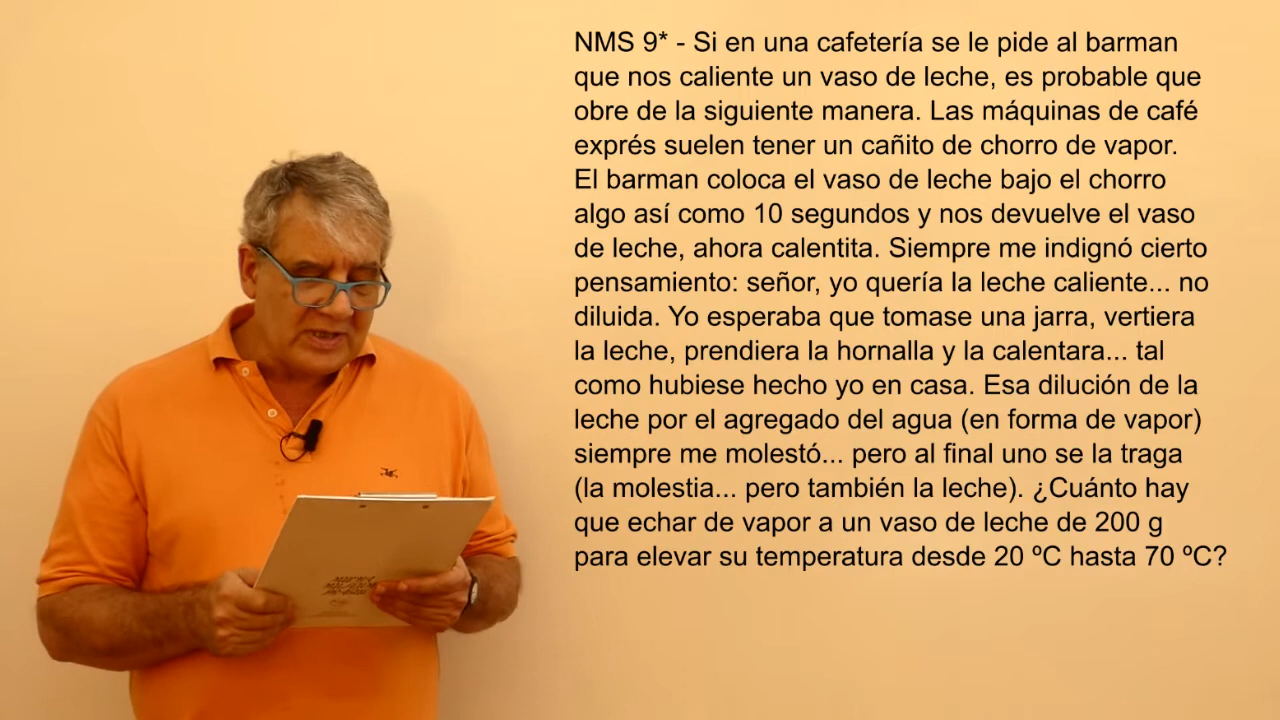 NMS 9* - Si en una cafetería se le pide al barman
que nos caliente un vaso de leche, es probable que
obre de la siguiente manera. Las máquinas de café
exprés suelen tener un cañito de chorro de vapor.
El barman coloca el vaso de leche bajo el chorro
algo así como 10 segundos y nos devuelve el vaso
de leche, ahora calentita. Siempre me indignó cierto
pensamiento: señor, yo quería la leche caliente... no
diluida. Yo esperaba que tomase una jarra, vertiera
la leche, prendiera la hornalla y la calentara... tal
como hubiese hecho yo en casa. Esa dilución de la
leche por el agregado del agua (en forma de vapor)
siempre me molestó... pero al final uno se la traga
(la molestia... pero también la leche). ¿Cuánto hay
que echar de vapor a un vaso de leche de 200 g
para elevar su temperatura desde 20 ºC hasta 70 ºC?